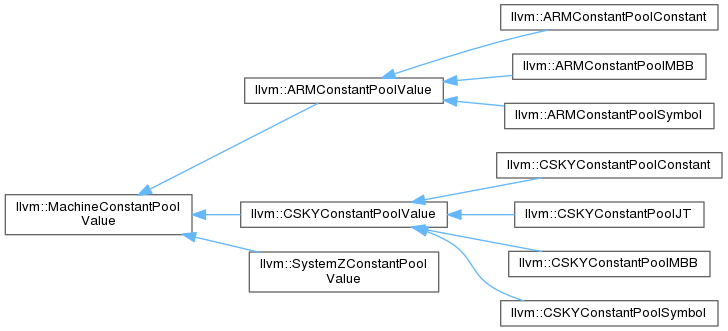 llvm::ARMConstantPoolConstant
llvm::ARMConstantPoolMBB
llvm::ARMConstantPoolValue
llvm::ARMConstantPoolSymbol
llvm::CSKYConstantPoolConstant
llvm::MachineConstantPool
Value
llvm::CSKYConstantPoolValue
llvm::CSKYConstantPoolJT
llvm::SystemZConstantPool
Value
llvm::CSKYConstantPoolMBB
llvm::CSKYConstantPoolSymbol